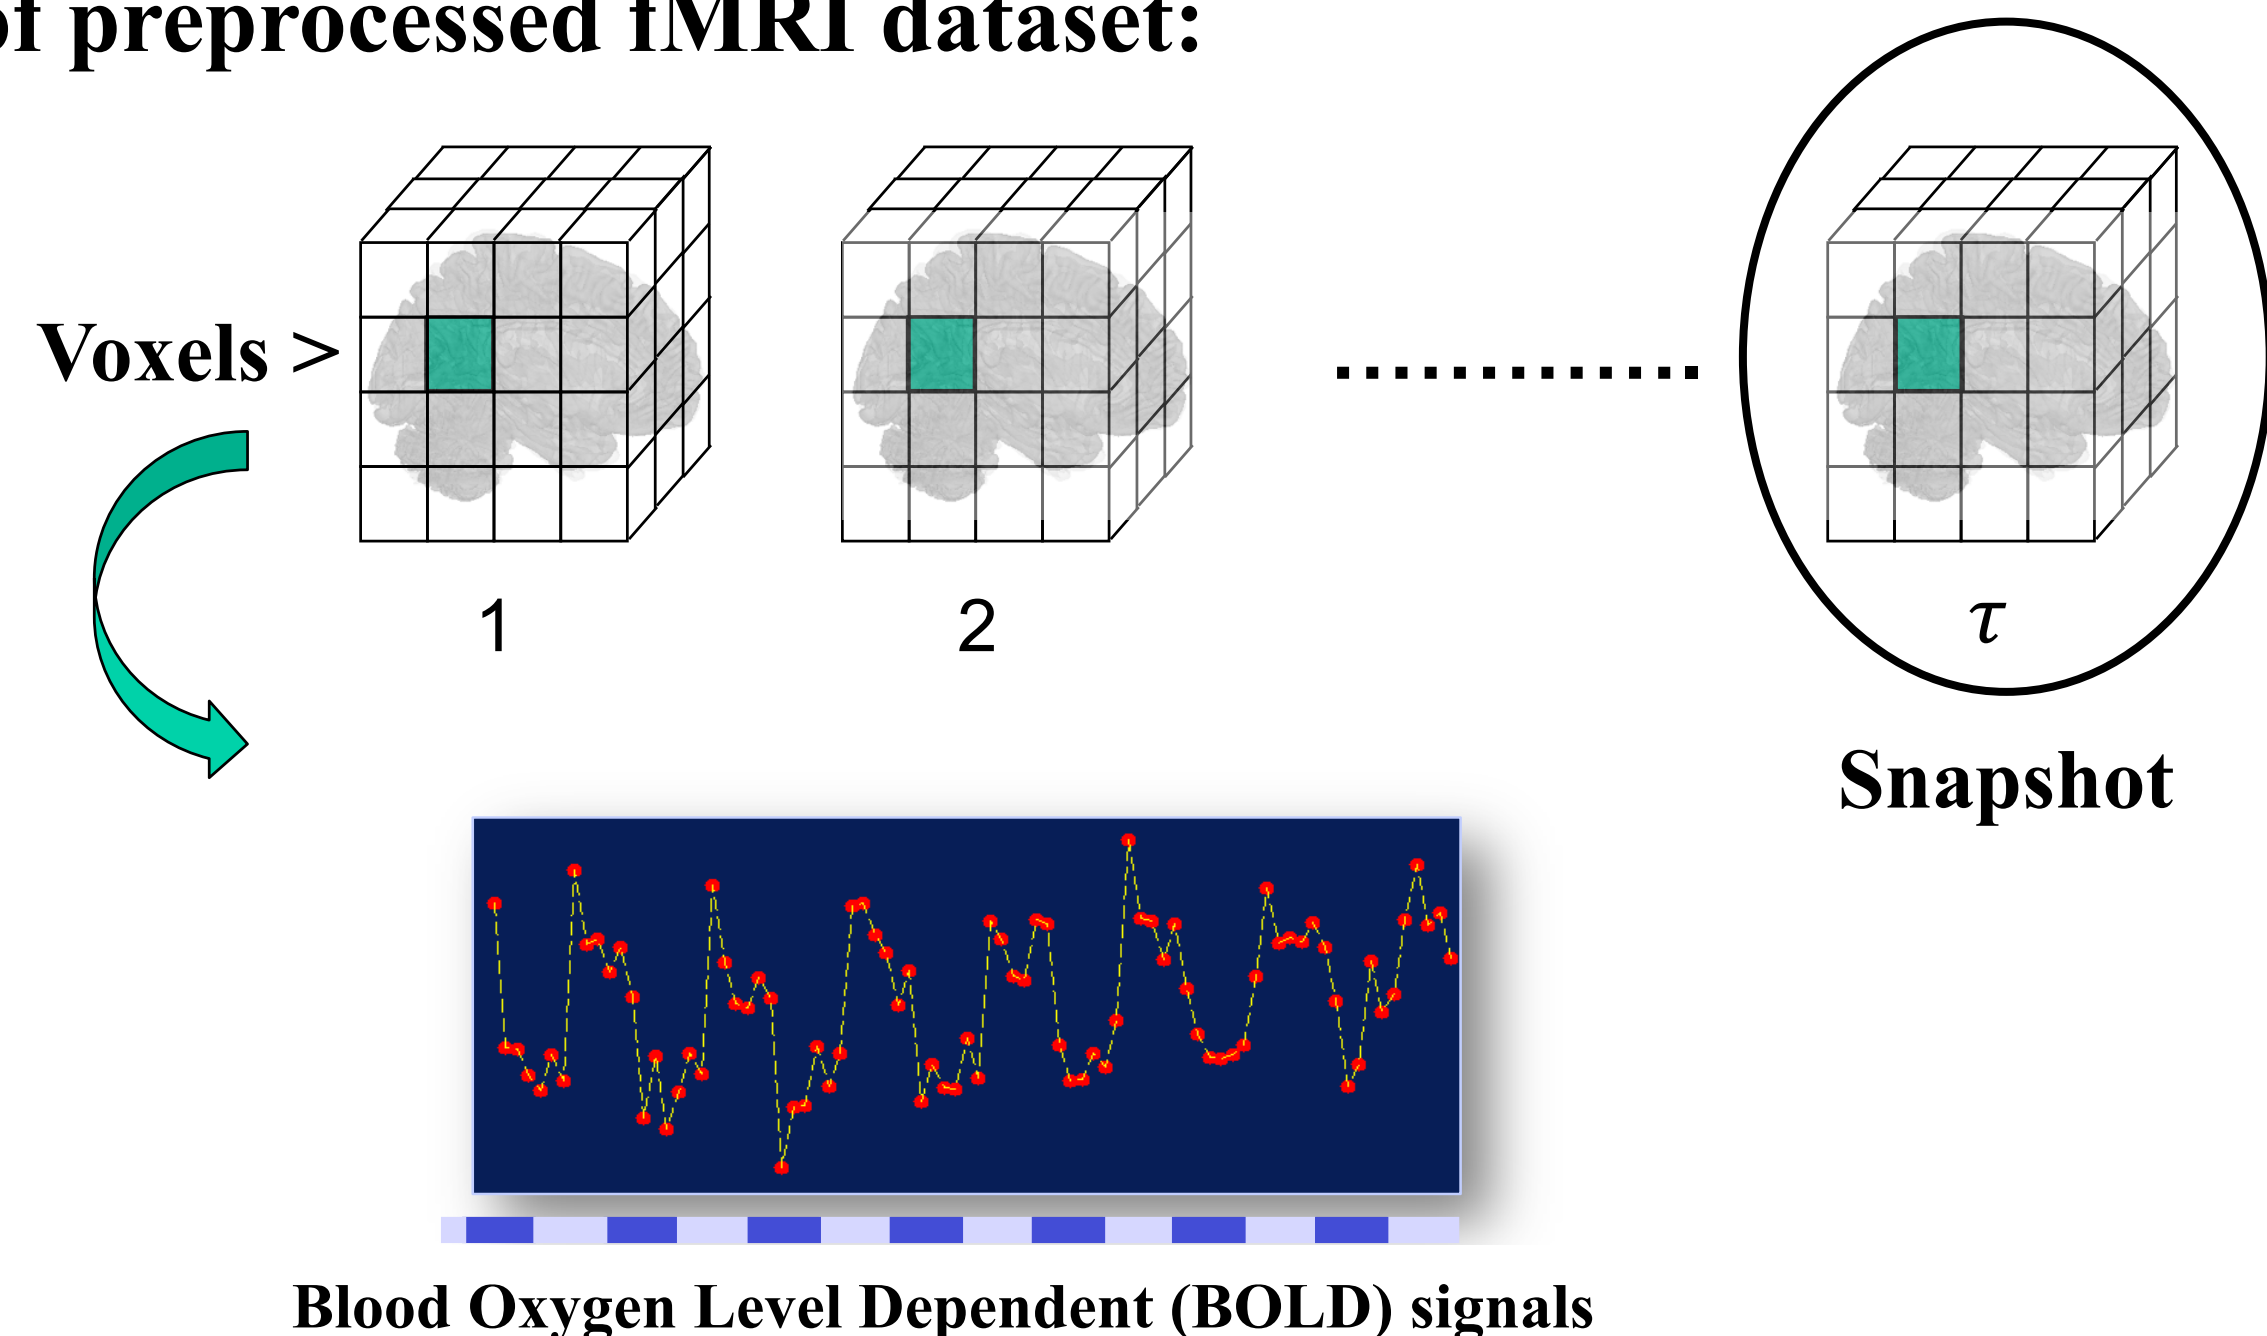 of preprocessed fMRI dataset:
Voxels >
1
2
τ
Snapshot
Blood Oxygen Level Dependent (BOLD) signals